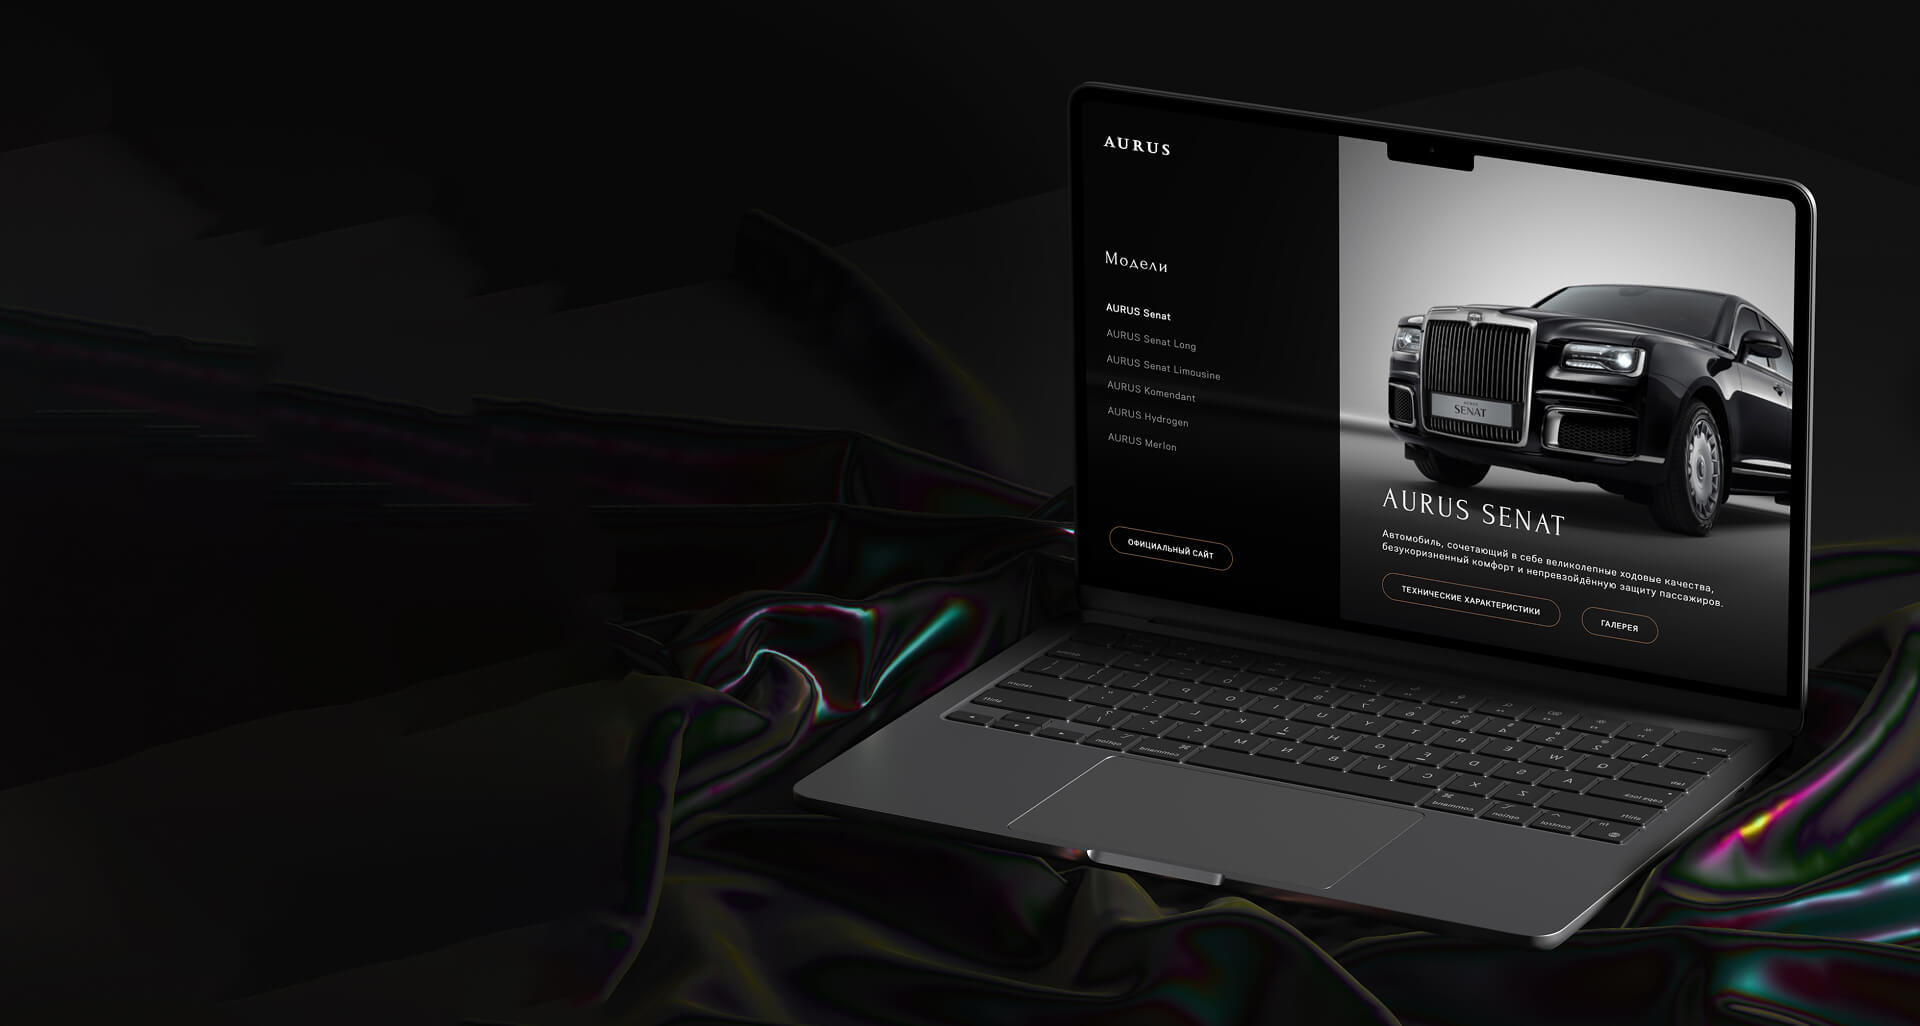 AURUS
Модели
AURUS Senat
AURUS Senat Long
AURUS Senat Limousine
AURUS Komendant
AURUS Hydrogen
AURUS Merlon
ОФИЦИАЛЬНЫЙ САЙТ
AURUS
SENAT
AURUS SENAT
Автомобиль, сочетающий в себе великолепные ходовые качества,
безукоризненный комфорт и непревзойдённую защиту пассажиров.
ТЕХНИЧЕСКИЕ ХАРАКТЕРИСТИКИ
ГАЛЕРЕЯ